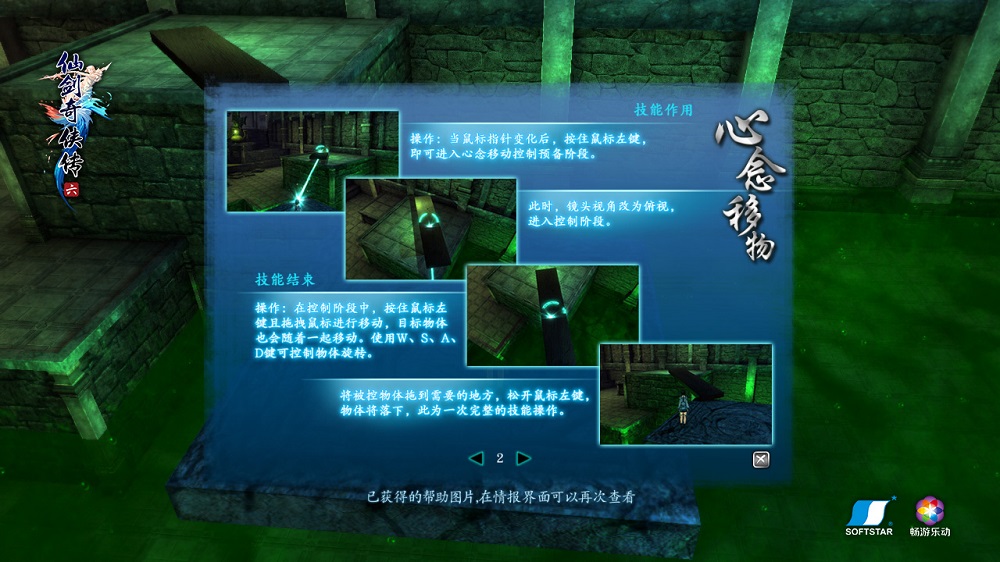 仙剑奇侠传
六
心念移物
技能作用
操作：当鼠标指针变化后，按住鼠标左键，
即可进入心念移动控制预备阶段。
此时，镜头视角改为俯视，
进入控制阶段。
技能结束
操作：在控制阶段中，按住鼠标左
键且拖拽鼠标进行移动，目标物体
也会随着一起移动。使用W、S、A、
D键可控制物体旋转。
将被控物体拖到需要的地方，松开鼠标左键，
物体将落下，此为一次完整的技能操作。
2
已获得的帮助图片,在情报界面可以再次查看
SOFTSTAR
畅游乐动